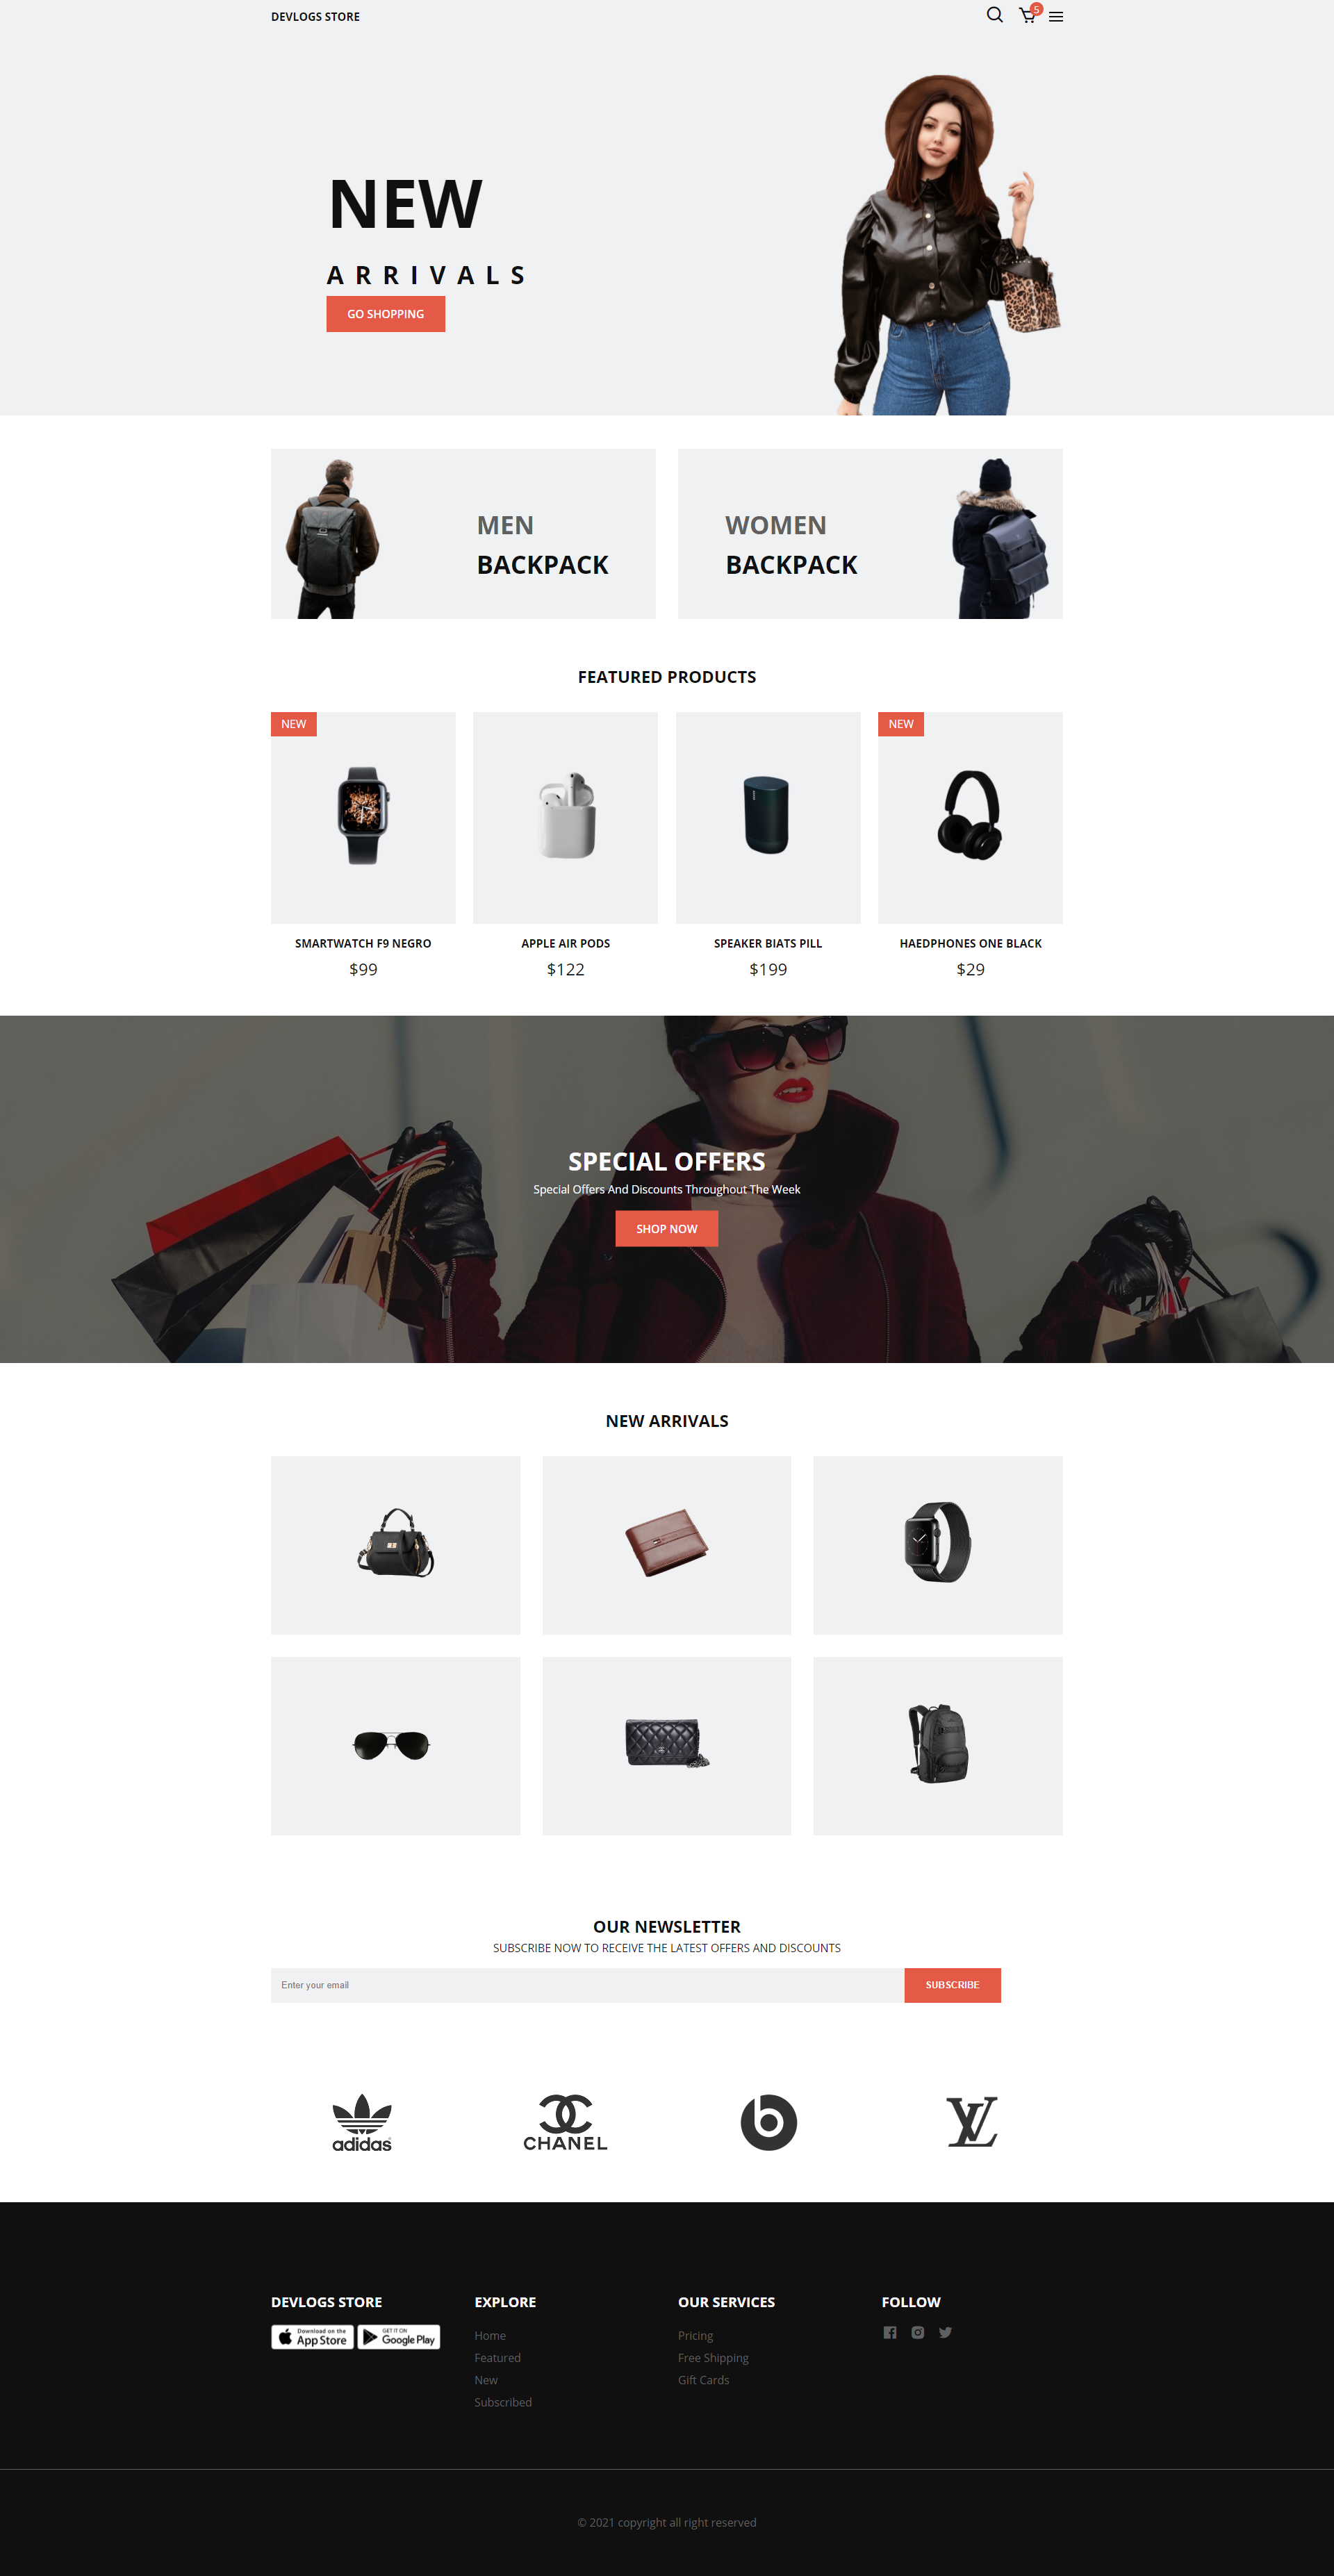 DEVLOGS STORE
5
NEW
ARRIVALS
GO SHOPPING
MEN
BACKPACK
WOMEN
BACKPACK
FEATURED PRODUCTS
NEW
NEW
SMARTWATCH F9 NEGRO
$99
APPLE AIR PODS
$122
SPEAKER BIATS PILL
$199
HAEDPHONES ONE BLACK
$29
SPECIAL OFFERS
Special Offers And Discounts Throughout The Week
SHOP NOW
NEW ARRIVALS
OUR NEWSLETTER
SUBSCRIBE NOW TO RECEIVE THE LATEST OFFERS AND DISCOUNTS
Enter your email
SUBSCRIBE
adidas
CHANEL
b
LV
DEVLOGS STORE
Download on the
App Store
GET IT ON
Google Play
EXPLORE
Home
Featured
New
Subscribed
OUR SERVICES
Pricing
Free Shipping
Gift Cards
FOLLOW
© 2021 copyright all right reserved